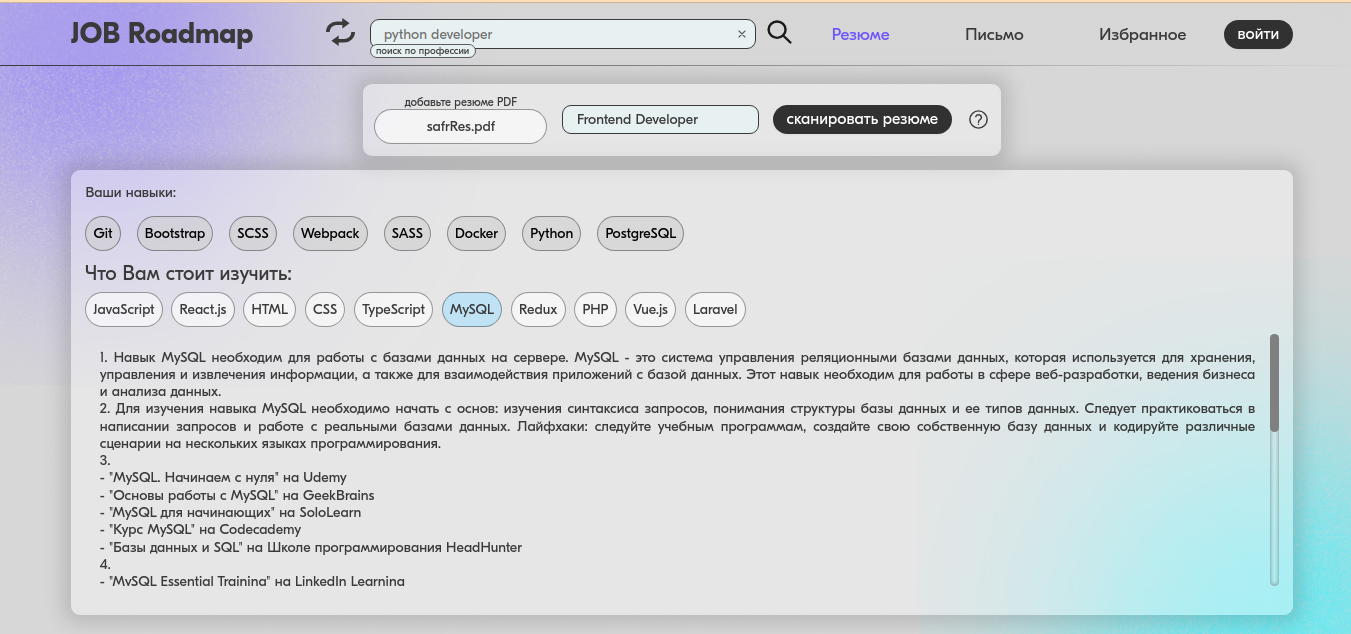 JOB Roadmap
python developer
×
поиск по профессии
Резюме
Письмо
Избранное
войти
добавьте резюме PDF
safrRes.pdf
Frontend Developer
сканировать резюме
?
Ваши навыки:
Git Bootstrap SCSS Webpack SASS Docker Python PostgreSQL
Что Вам стоит изучить:
JavaScript React.js HTML CSS TypeScript MySQL Redux PHP Vue.js Laravel
1. Навык MySQL необходим для работы с базами данных на сервере. MySQL - это система управления реляционными базами данных, которая используется для хранения,
управления и извлечения информации, а также для взаимодействия приложений с базой данных. Этот навык необходим для работы в сфере веб-разработки, ведения бизнеса
и анализа данных.
2. Для изучения навыка MySQL необходимо начать с основ: изучения синтаксиса запросов, понимания структуры базы данных и ее типов данных. Следует практиковаться в
написании запросов и работе с реальными базами данных. Лайфхаки: следуйте учебным программам, создайте свою собственную базу данных и кодируйте различные
сценарии на нескольких языках программирования.
3.
- "MySQL. Начинаем с нуля" на Udemy
- "Основы работы с MySQL" на GeekBrains
- "MySQL для начинающих" на SoloLearn
- "Курс MySQL" на Codecademy
- "Базы данных и SQL" на Школе программирования HeadHunter
4.
- "MySQL Essential Training" на LinkedIn Learning